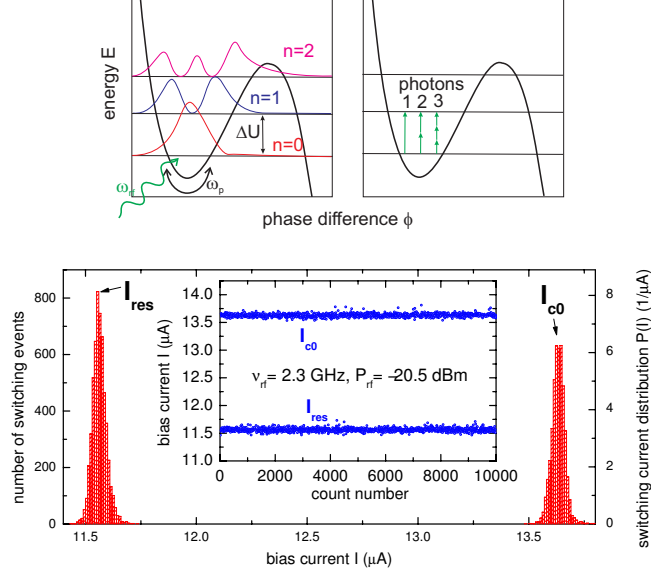 energy E
n=2
n=1
ΔU
n=0
ω_rf
ω_p
photons
1 2 3
phase difference ϕ
number of switching events
800
600
400
200
0
I_res
14.0
13.5
13.0
12.5
12.0
11.5
11.0
bias current I (μA)
I_c0
ν_rf= 2.3 GHz, P_rf= −20.5 dBm
I_res
0 2000 4000 6000 8000 10000
count number
I_c0
8
6
4
2
0
switching current distribution P(I) (1/μA)
11.5 12.0 12.5 13.0 13.5
bias current I (μA)